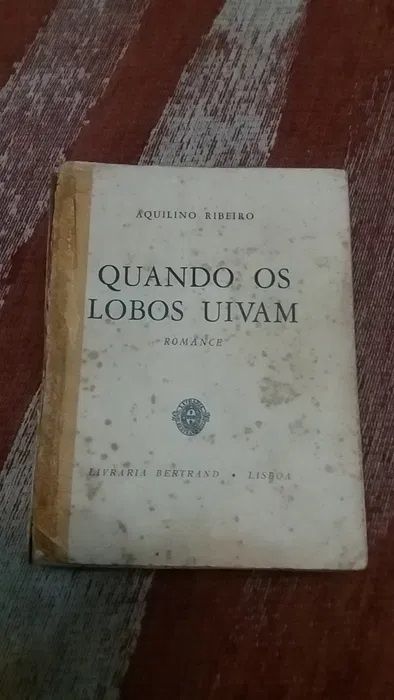 AQUILINO RIBEIRO
QUANDO OS
LOBOS UIVAM
ROMANCE
LIVRARIA BERTRAND • LISBOA